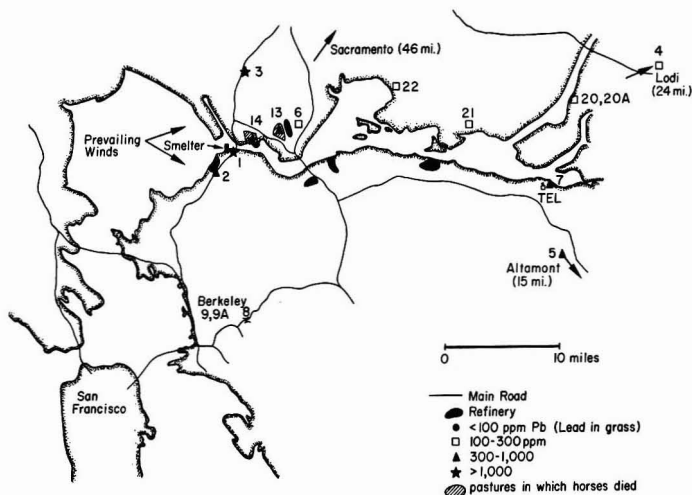 3
Sacramento (46 mi.)
4
Lodi
(24 mi.)
22
20,20A
13
6
14
21
Prevailing
Winds
Smelter
1
2
7
6
TEL
5
Altamont
(15 mi.)
Berkeley
9,9A
8
San
Francisco
0
10 miles
Main Road
Refinery
<100 ppm Pb (Lead in grass)
100-300 ppm
300-1,000
>1,000
pastures in which horses died